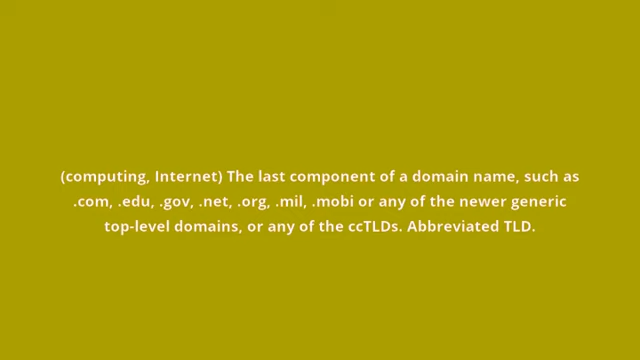 (computing, Internet) The last component of a domain name, such as
.com, .edu, .gov, .net, .org, .mil, .mobi or any of the newer generic
top-level domains, or any of the ccTLDs. Abbreviated TLD.